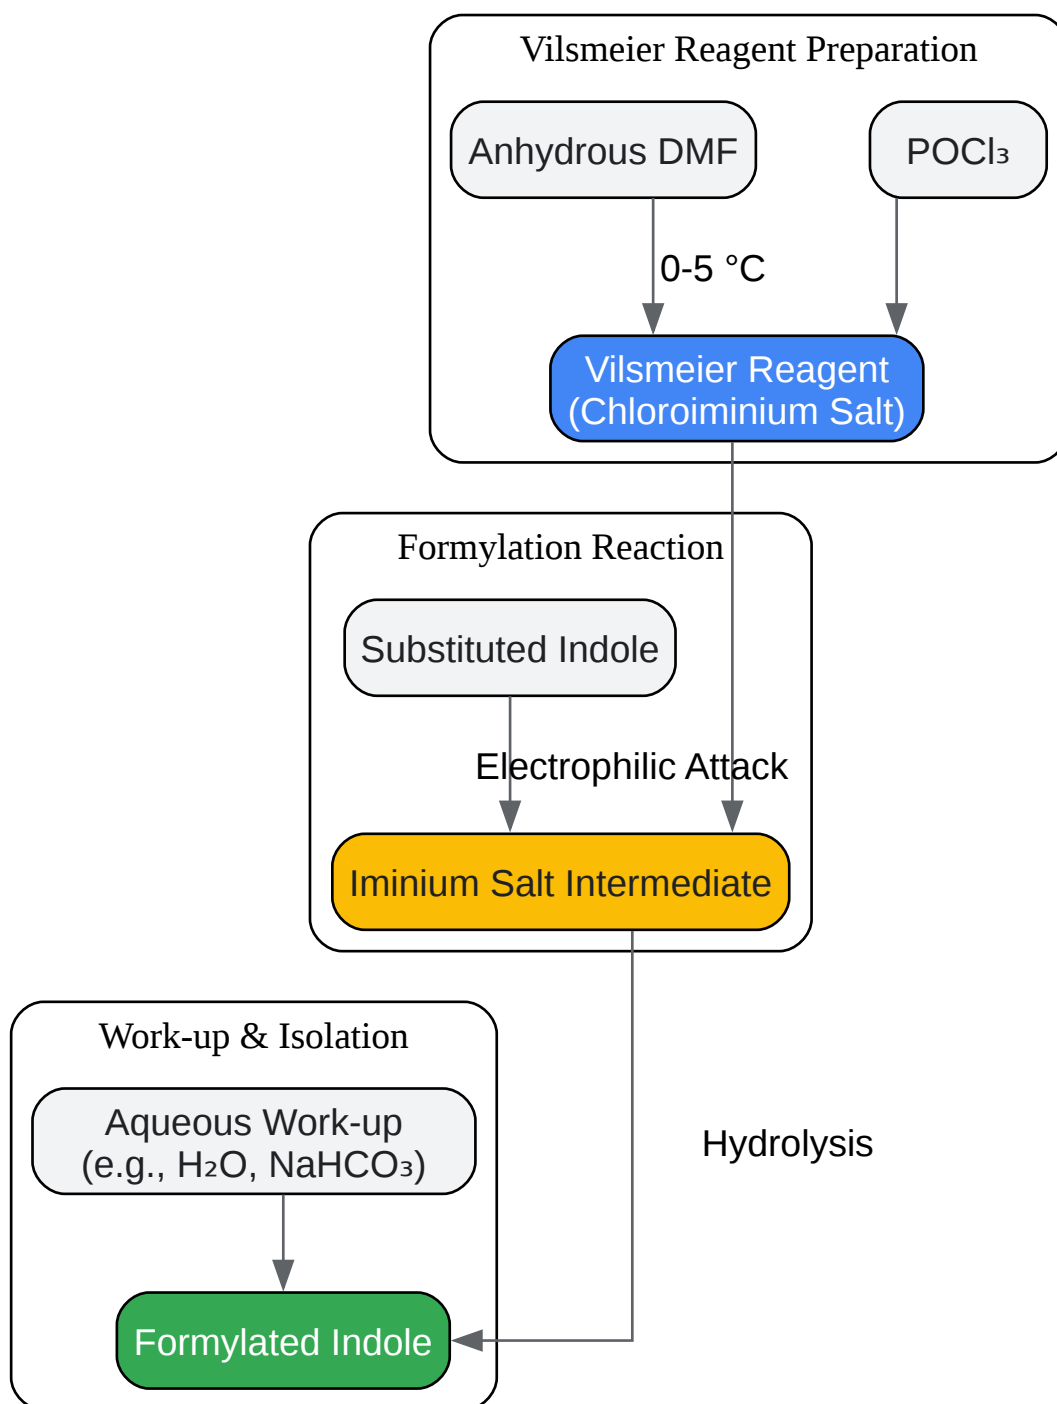 Vilsmeier Reagent Preparation
Anhydrous DMF
POCl₃
0-5 °C
Vilsmeier Reagent
(Chloroiminium Salt)
Formylation Reaction
Substituted Indole
Electrophilic Attack
Iminium Salt Intermediate
Work-up & Isolation
Aqueous Work-up
(e.g., H₂O, NaHCO₃)
Hydrolysis
Formylated Indole